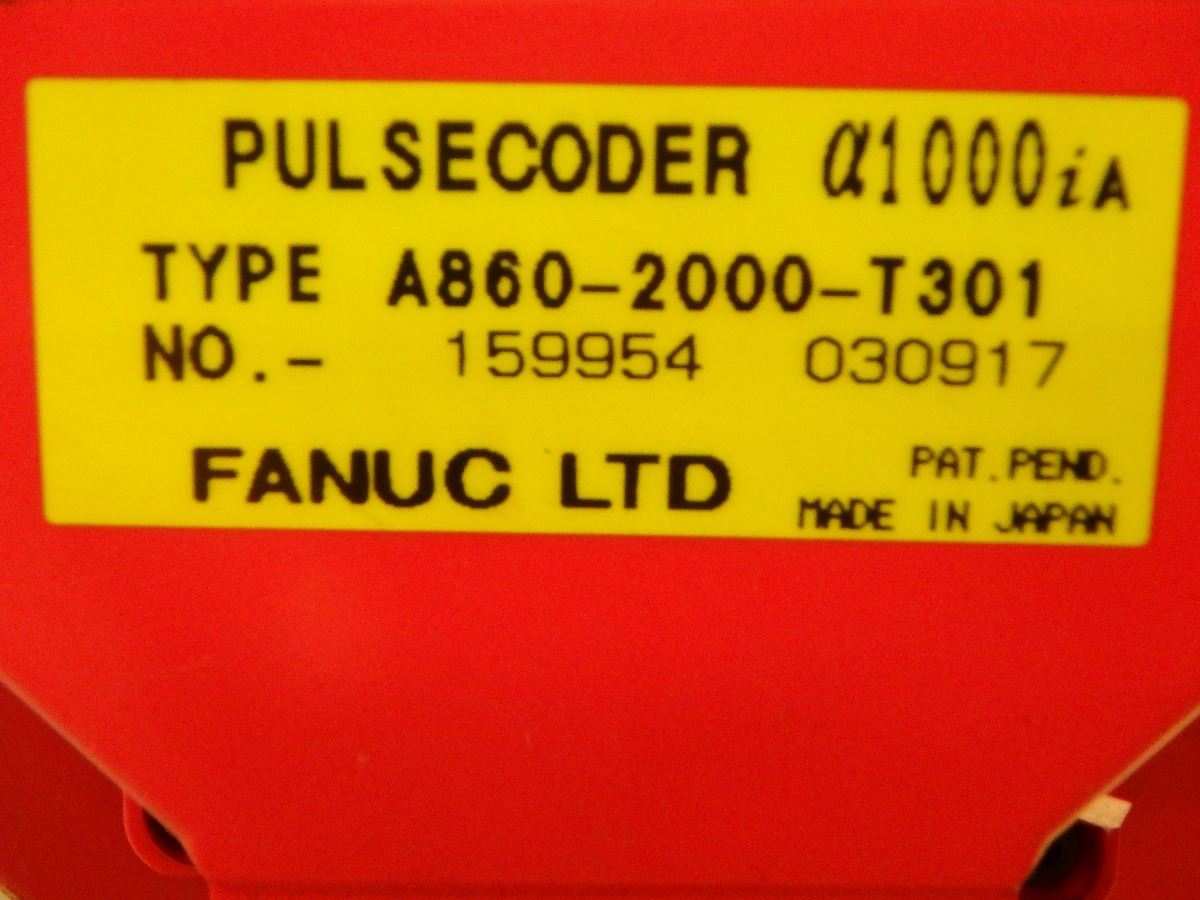 PULSECODER α1000iA
TYPE A860-2000-T301
NO.- 159954 030917
FANUC LTD
PAT.PEND.
MADE IN JAPAN